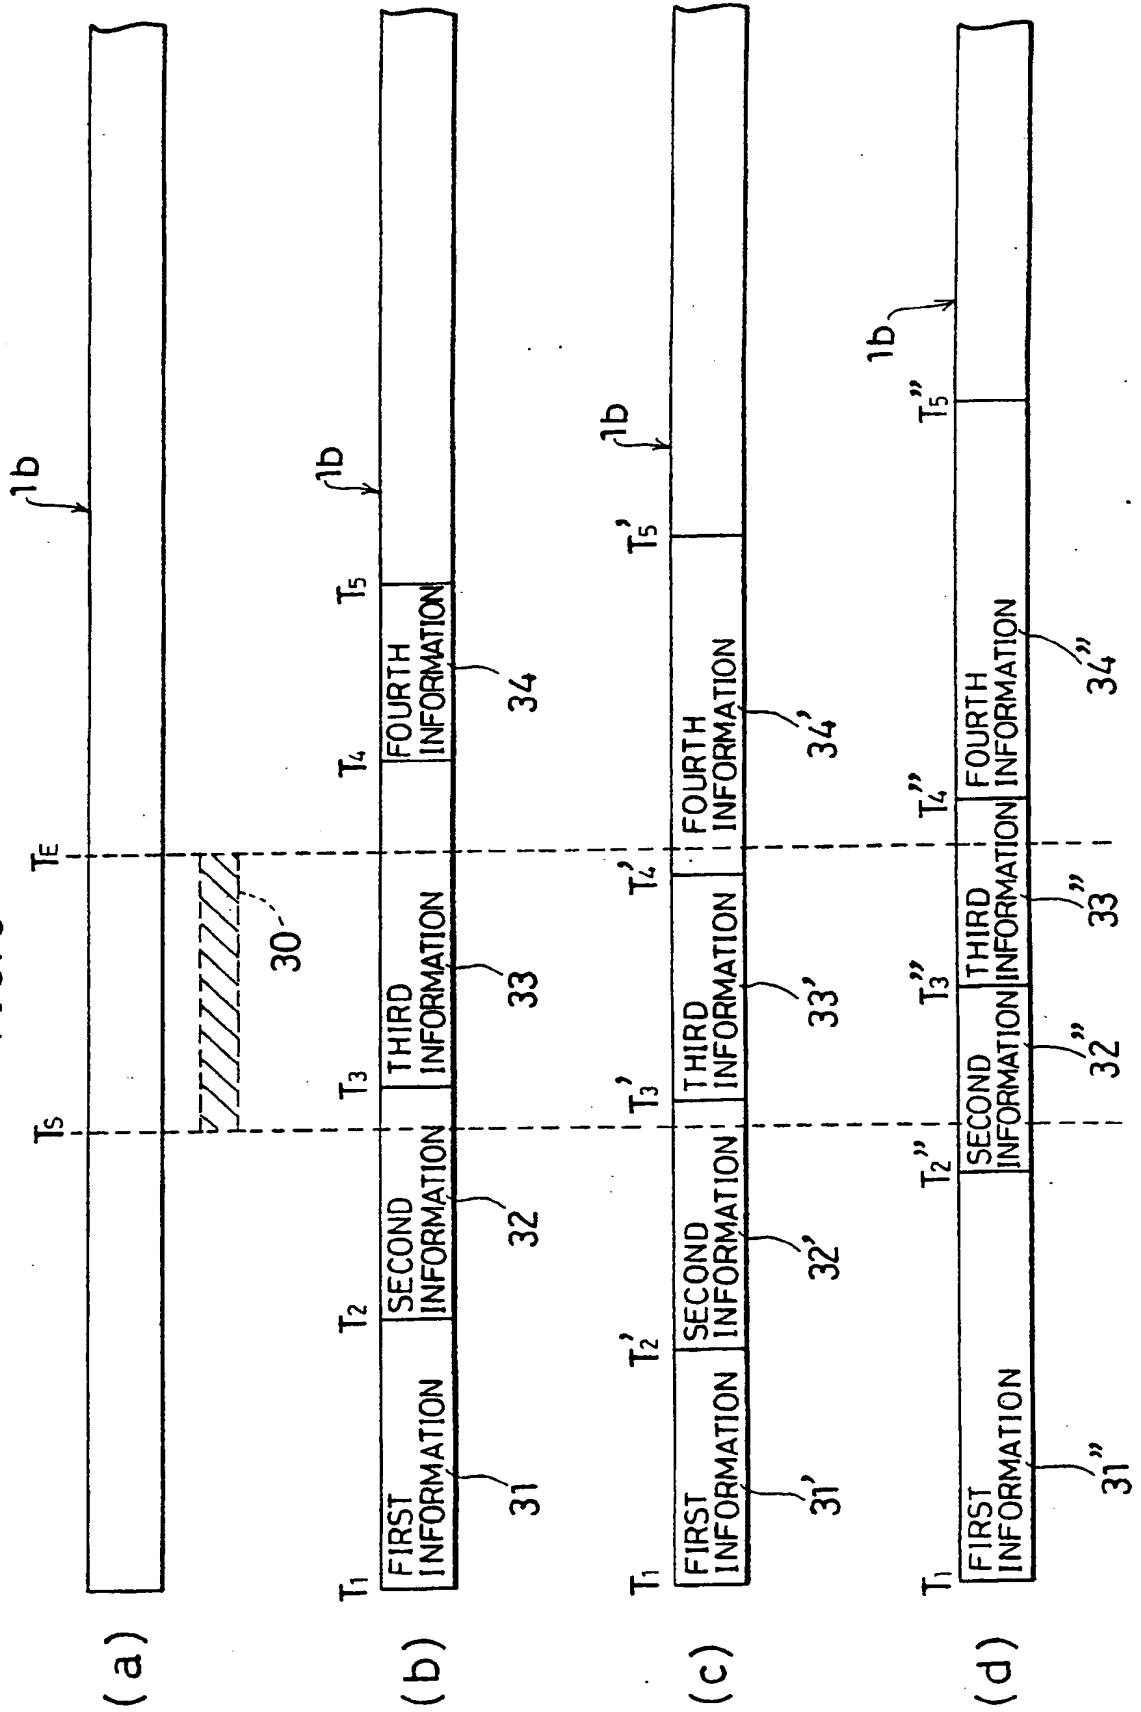 (a)
1b
TS
TE
30
(b)
T1
T2
T3
T4
T5
1b
FIRST
INFORMATION
SECOND
INFORMATION
THIRD
INFORMATION
FOURTH
INFORMATION
31
32
33
34
(c)
T1
T2'
T3'
T4'
T5'
1b
FIRST
INFORMATION
SECOND
INFORMATION
THIRD
INFORMATION
FOURTH
INFORMATION
31'
32'
33'
34'
(d)
T1
T2"
T3"
T4"
T5"
1b
FIRST
INFORMATION
SECOND
INFORMATION
THIRD
INFORMATION
FOURTH
INFORMATION
31"
32"
33"
34"